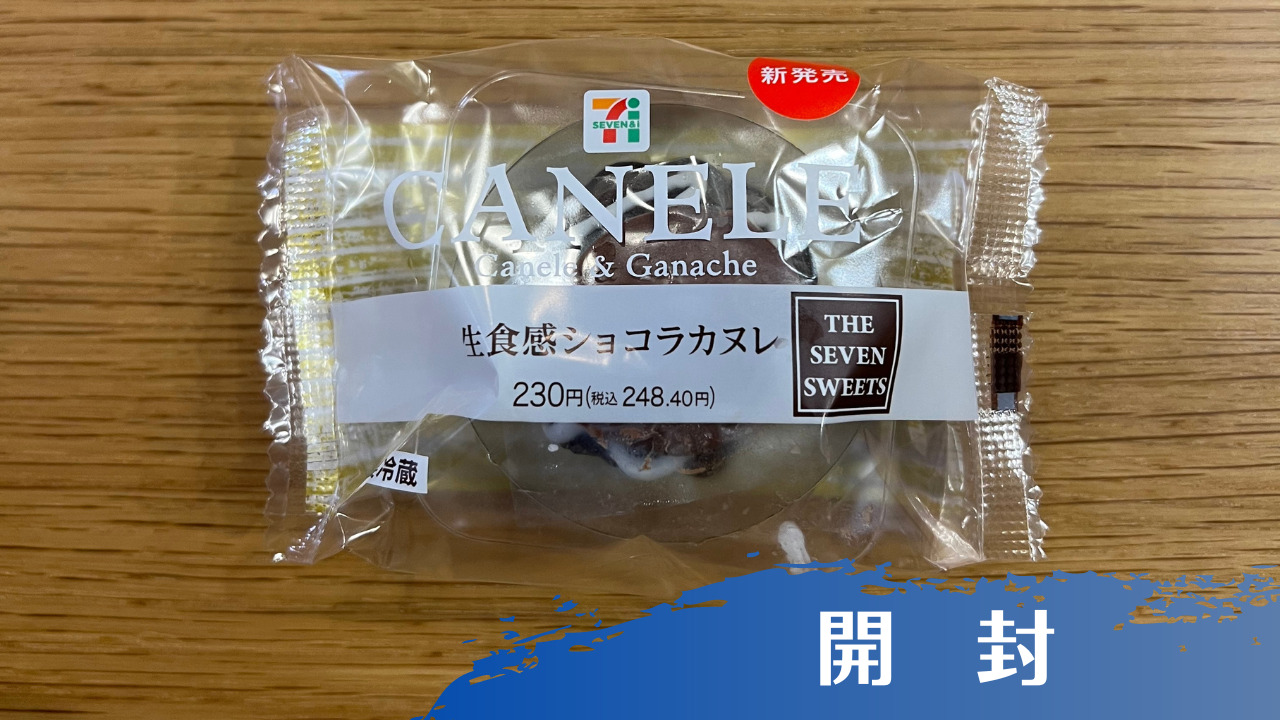 新発売
SEVEN&i
CANELE
Canele & Ganache
生食感ショコラカヌレ
230円(税込 248.40円)
THE
SEVEN
SWEETS
冷蔵
開 封